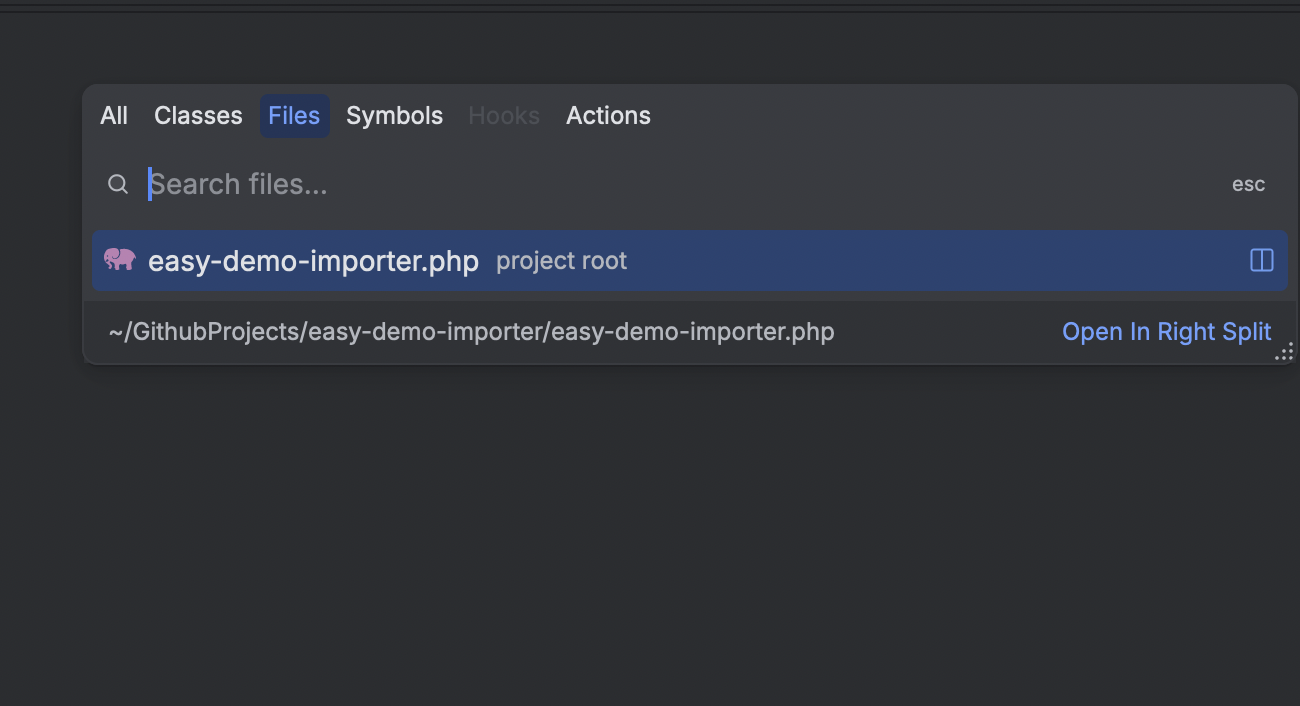 All Classes Files Symbols Hooks Actions
Search files... esc
easy-demo-importer.php project root
~/GithubProjects/easy-demo-importer/easy-demo-importer.php Open In Right Split